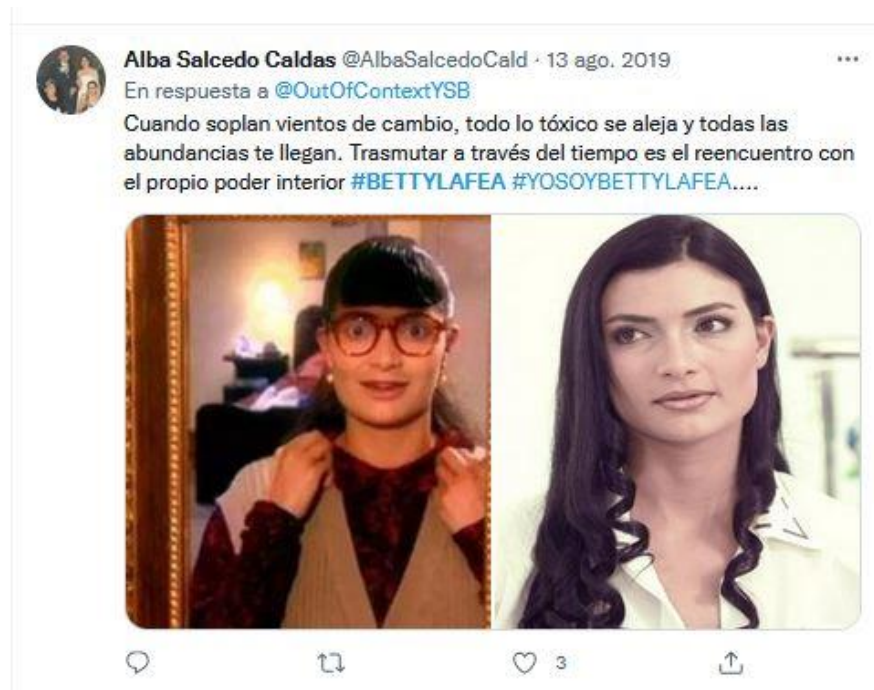 Alba Salcedo Caldas @AlbaSalcedoCald · 13 ago. 2019
En respuesta a @OutOfContextYSB
Cuando soplan vientos de cambio, todo lo tóxico se aleja y todas las
abundancias te llegan. Trasmutar a través del tiempo es el reencuentro con
el propio poder interior #BETTYLAFEA #YOSOYBETTYLAFEA....
3